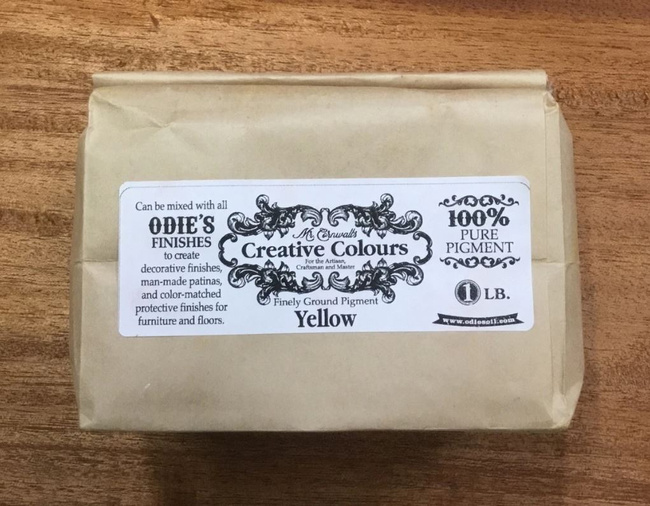 Can be mixed with all
ODIE'S
FINISHES
to create
decorative finishes,
man-made patinas,
and color-matched
protective finishes for
furniture and floors.
Mr. Cornwall's
Creative Colours
For the Artisan,
Craftsman and Master
Finely Ground Pigment
Yellow
100%
PURE
PIGMENT
1 LB.
www.odiesoil.com